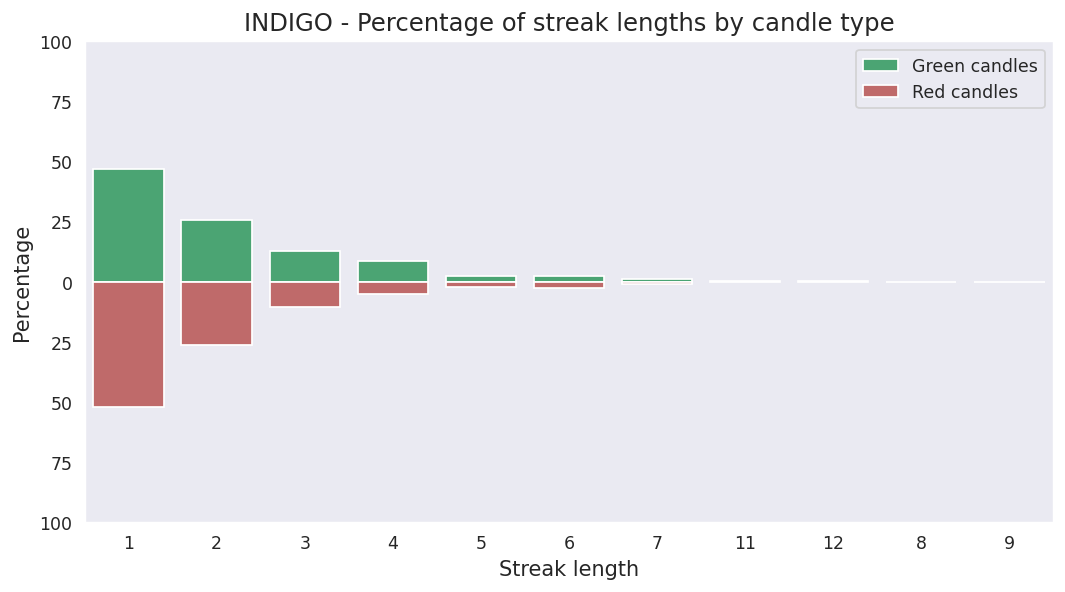 INDIGO - Percentage of streak lengths by candle type
Green candles
Red candles
Percentage
100
75
50
25
0
25
50
75
100
1 2 3 4 5 6 7 11 12 8 9
Streak length